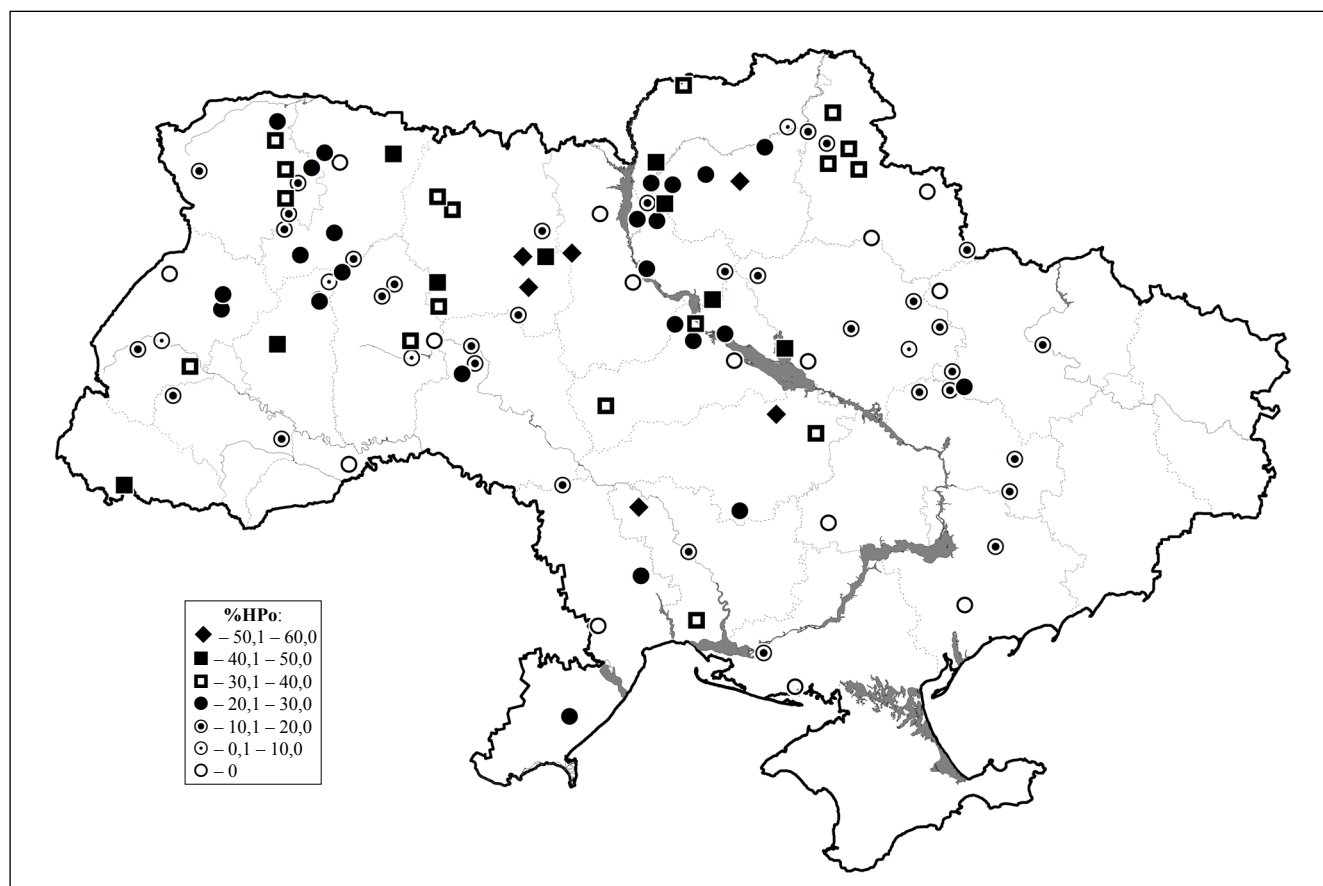 %HPo:
– 50,1 – 60,0
– 40,1 – 50,0
– 30,1 – 40,0
– 20,1 – 30,0
– 10,1 – 20,0
– 0,1 – 10,0
– 0